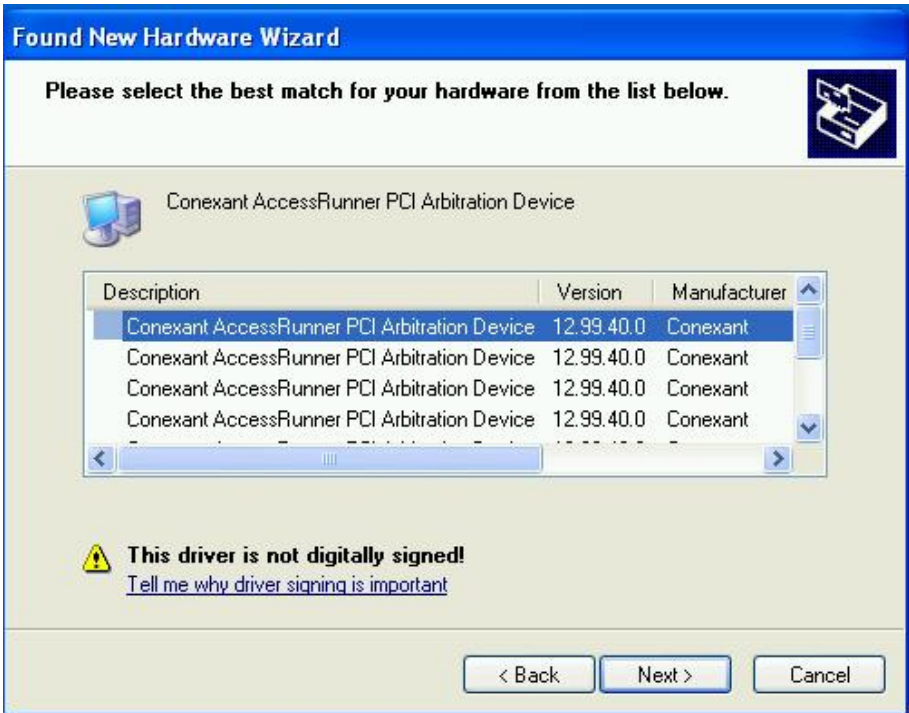 Found New Hardware Wizard
Please select the best match for your hardware from the list below.
Conexant AccessRunner PCI Arbitration Device
Description Version Manufacturer
Conexant AccessRunner PCI Arbitration Device 12.99.40.0 Conexant
Conexant AccessRunner PCI Arbitration Device 12.99.40.0 Conexant
Conexant AccessRunner PCI Arbitration Device 12.99.40.0 Conexant
Conexant AccessRunner PCI Arbitration Device 12.99.40.0 Conexant
This driver is not digitally signed!
Tell me why driver signing is important
< Back Next > Cancel